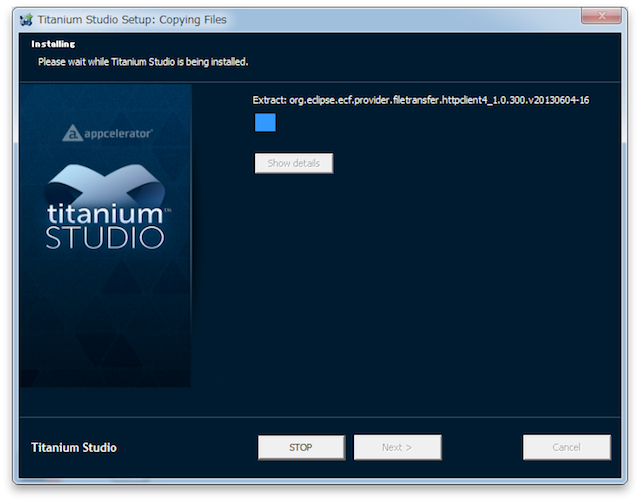 Titanium Studio Setup: Copying Files
Installing
Please wait while Titanium Studio is being installed.
Extract: org.eclipse.ecf.provider.filetransfer.httpclient4_1.0.300.v20130604-16
Show details
appcelerator®
titanium™
STUDIO
Titanium Studio
STOP
Next >
Cancel